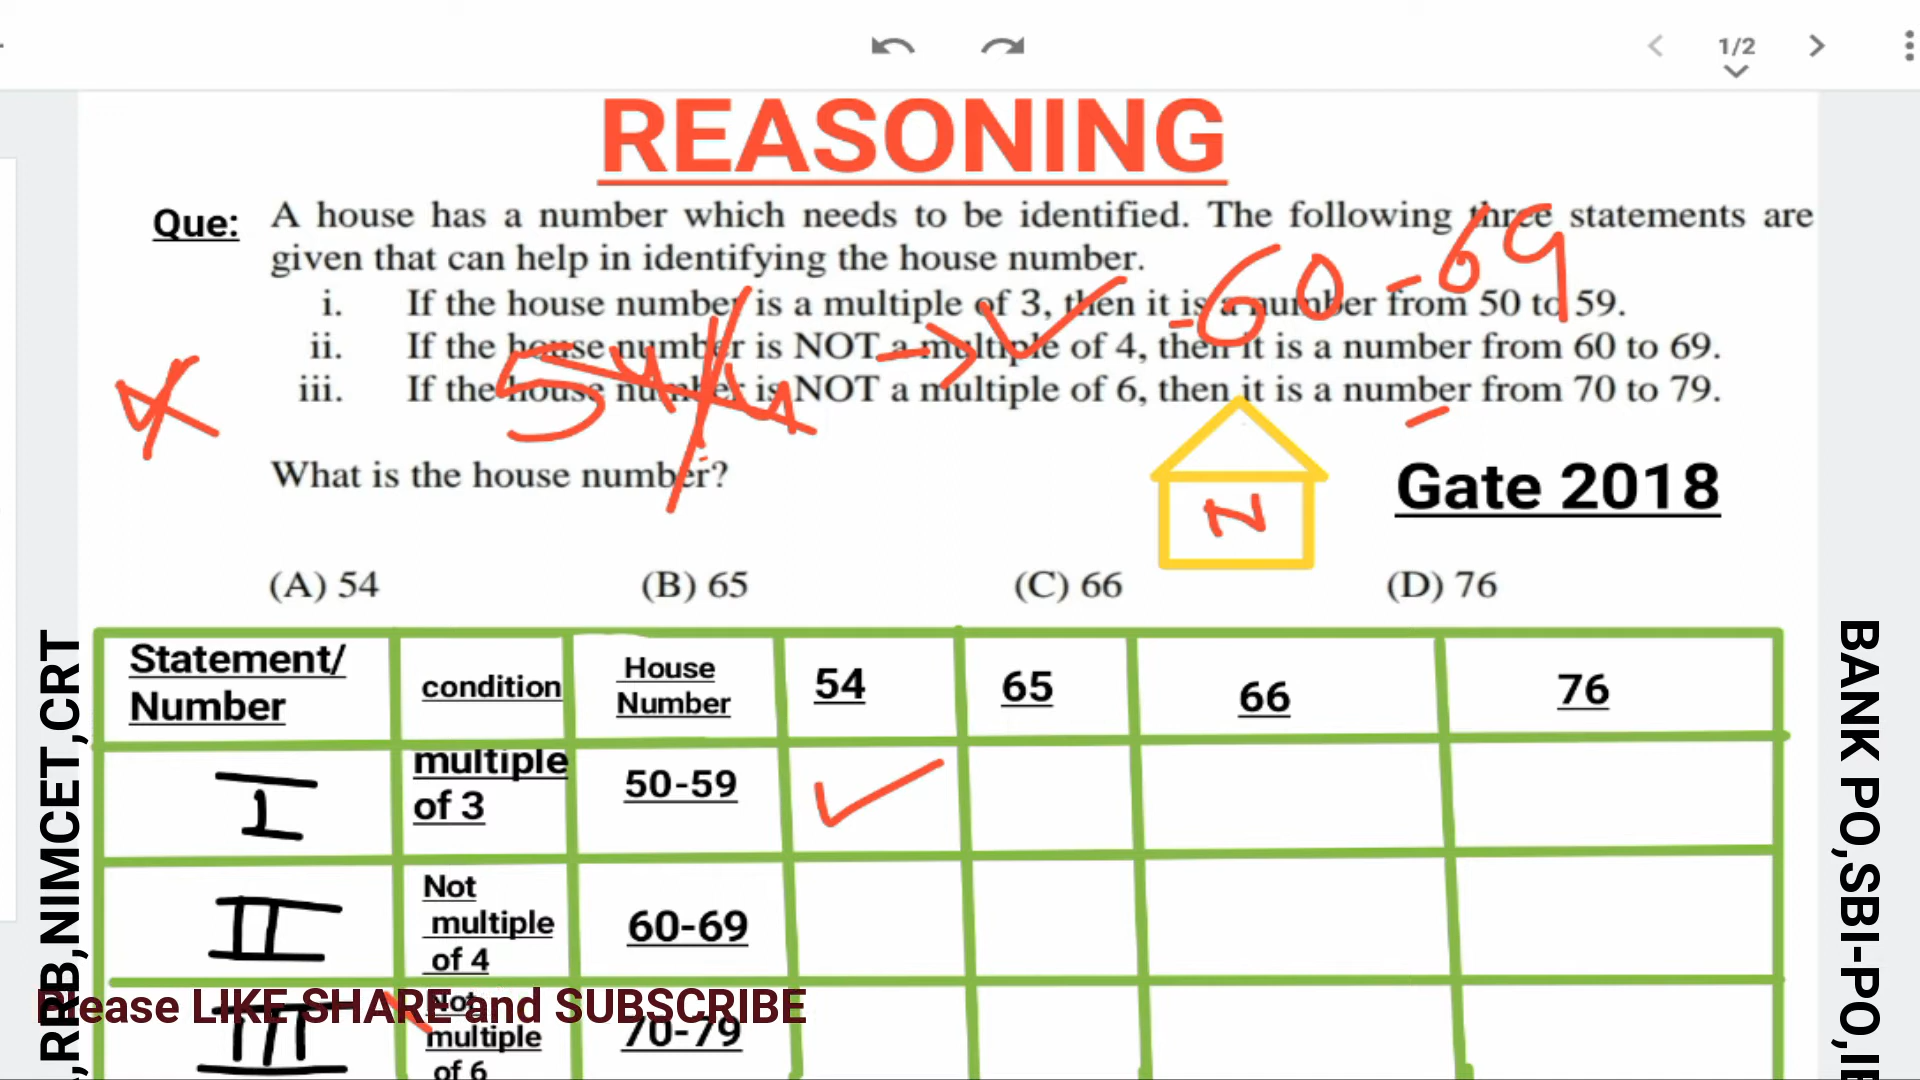 1/2
REASONING
Que: A house has a number which needs to be identified. The following three statements are
given that can help in identifying the house number.
-60 - 69
i. If the house number is a multiple of 3, then it is a number from 50 to 59.
ii. If the house number is NOT a multiple of 4, then it is a number from 60 to 69.
iii. If the house number is NOT a multiple of 6, then it is a number from 70 to 79.
54
What is the house number?
N
Gate 2018
(A) 54 (B) 65 (C) 66 (D) 76
Statement/
Number
condition
House
Number
54 65 66 76
I
multiple
of 3
50-59
II
Not
multiple
of 4
60-69
III
Not
multiple
of 6
70-79
Please LIKE SHARE and SUBSCRIBE
,RRB,NIMCET,CRT
BANK PO,SBI-PO,